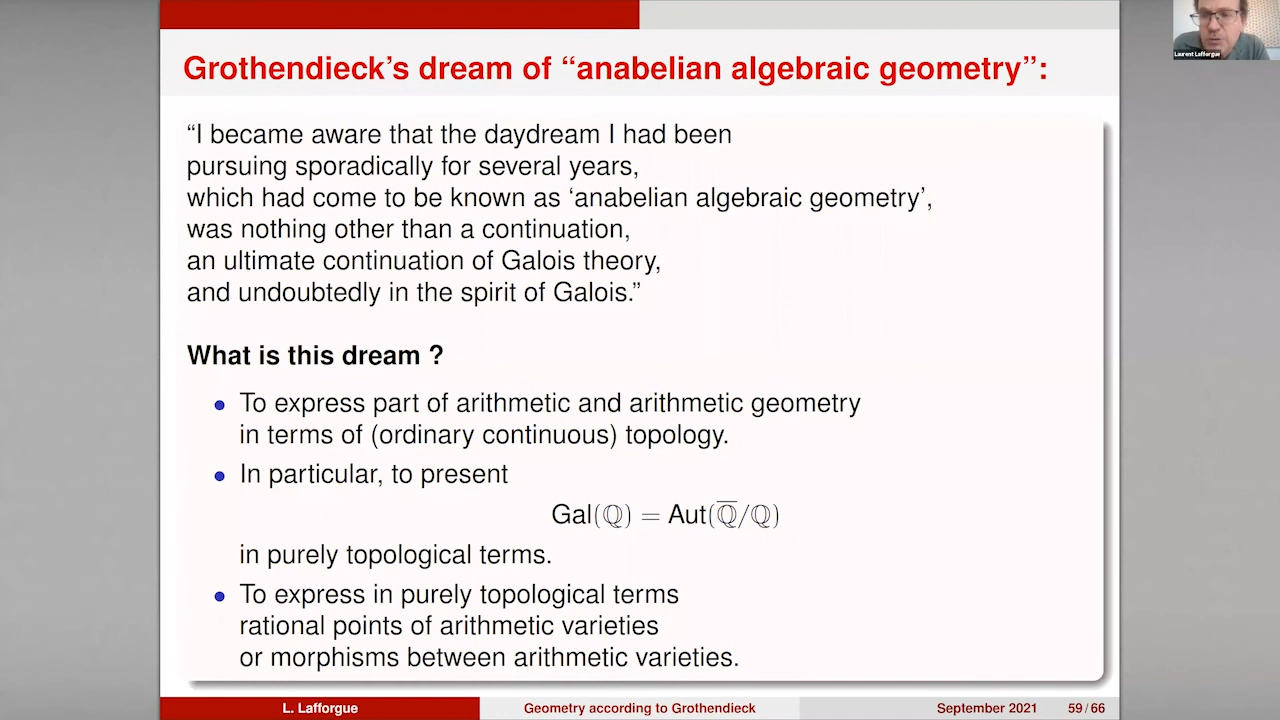 Laurent Lafforgue
Grothendieck's dream of “anabelian algebraic geometry”:
“I became aware that the daydream I had been
pursuing sporadically for several years,
which had come to be known as ‘anabelian algebraic geometry’,
was nothing other than a continuation,
an ultimate continuation of Galois theory,
and undoubtedly in the spirit of Galois.”
What is this dream ?
• To express part of arithmetic and arithmetic geometry
in terms of (ordinary continuous) topology.
• In particular, to present
Gal(ℚ) = Aut(ℚ̅/ℚ)
in purely topological terms.
• To express in purely topological terms
rational points of arithmetic varieties
or morphisms between arithmetic varieties.
L. Lafforgue Geometry according to Grothendieck September 2021 59 / 66